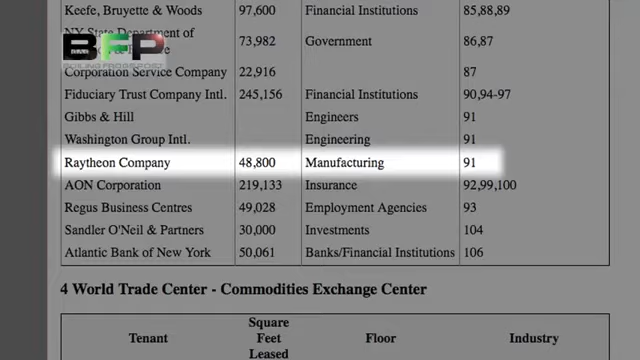 Keefe, Bruyette & Woods 97,600 Financial Institutions 85,88,89
NY State Department of 73,982 Government 86,87
BFP
BOILING FROGS POST
Corporation Service Company 22,916 87
Fiduciary Trust Company Intl. 245,156 Financial Institutions 90,94-97
Gibbs & Hill Engineers 91
Washington Group Intl. Engineering 91
Raytheon Company 48,800 Manufacturing 91
AON Corporation 219,133 Insurance 92,99,100
Regus Business Centres 49,028 Employment Agencies 93
Sandler O'Neil & Partners 30,000 Investments 104
Atlantic Bank of New York 50,061 Banks/Financial Institutions 106
4 World Trade Center - Commodities Exchange Center
Tenant Square Feet Leased Floor Industry